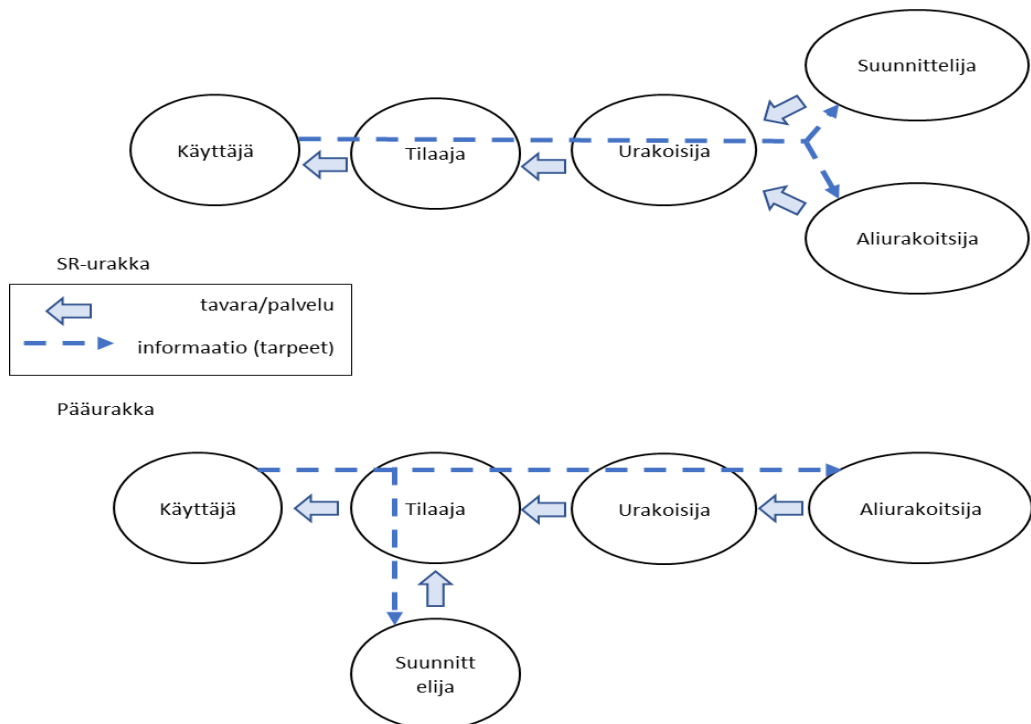 Suunnittelija
Käyttäjä
Tilaaja
Urakoisija
Aliurakoitsija
SR-urakka
tavara/palvelu
informaatio (tarpeet)
Pääurakka
Käyttäjä
Tilaaja
Urakoisija
Aliurakoitsija
Suunnitt
elija